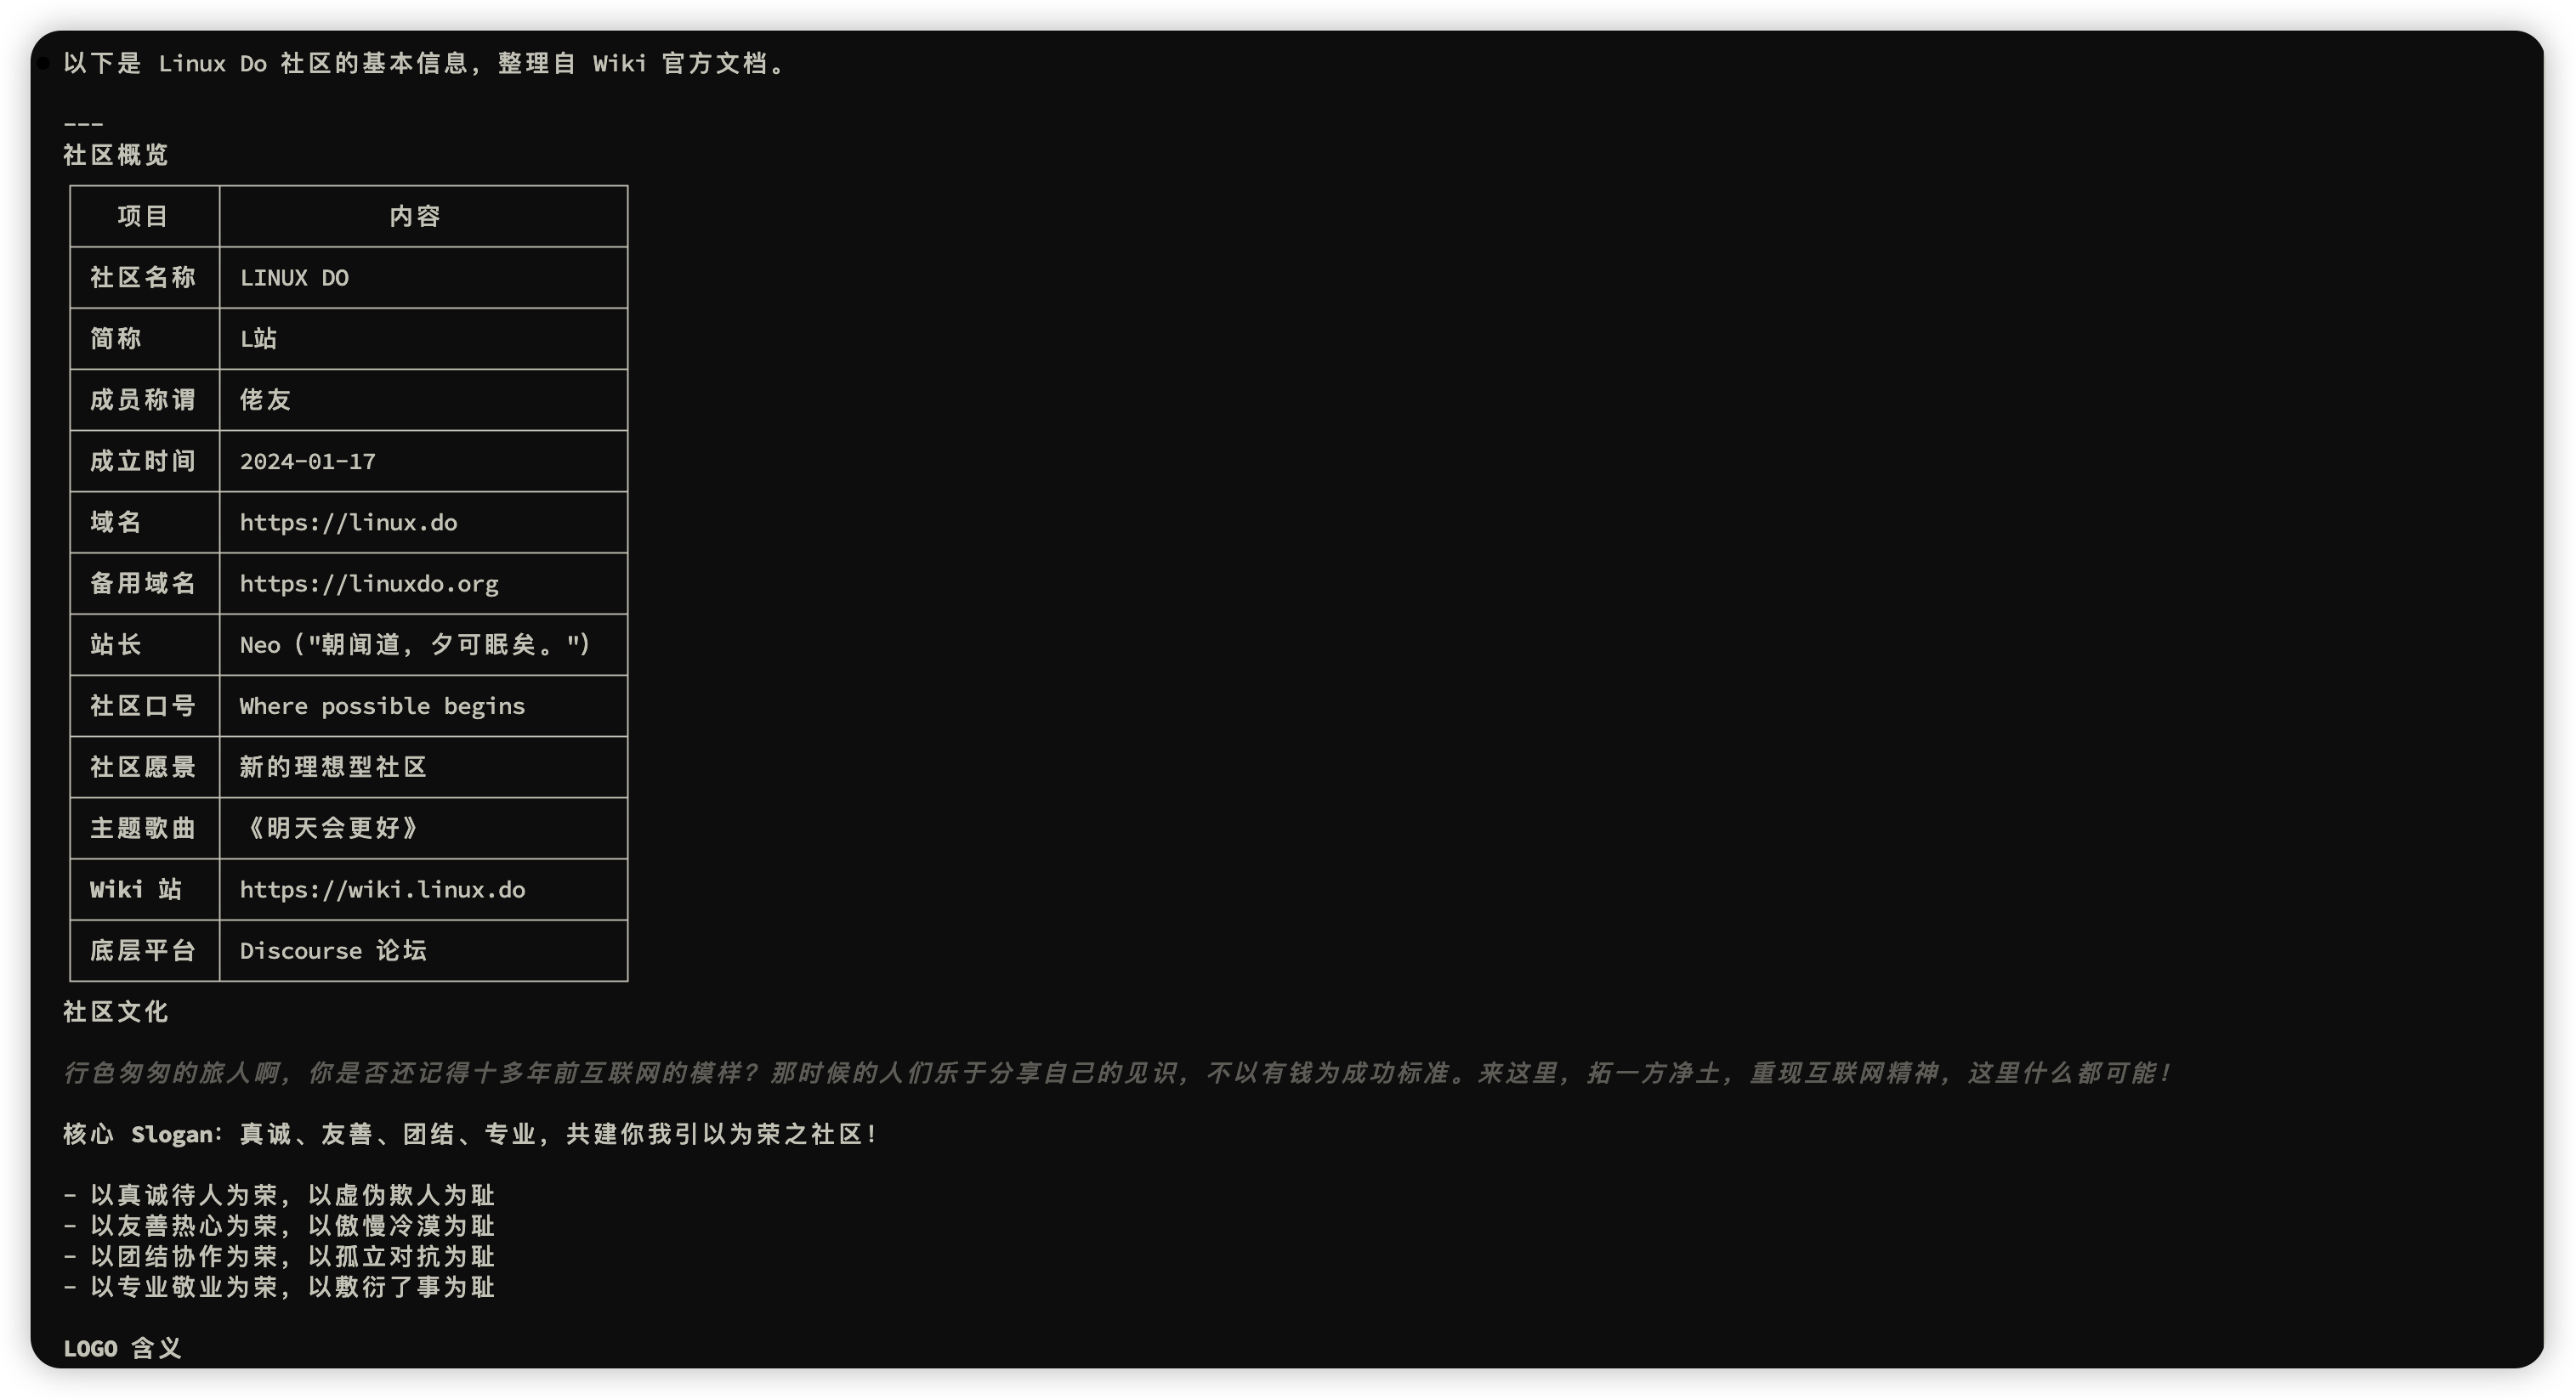 以下是 Linux Do 社区的基本信息，整理自 Wiki 官方文档。
---
社区概览
项目 内容
社区名称 LINUX DO
简称 L站
成员称谓 佬友
成立时间 2024-01-17
域名 https://linux.do
备用域名 https://linuxdo.org
站长 Neo（"朝闻道，夕可眠矣。"）
社区口号 Where possible begins
社区愿景 新的理想型社区
主题歌曲 《明天会更好》
Wiki 站 https://wiki.linux.do
底层平台 Discourse 论坛
社区文化
行色匆匆的旅人啊，你是否还记得十多年前互联网的模样？那时候的人们乐于分享自己的见识，不以有钱为成功标准。来这里，拓一方净土，重现互联网精神，这里什么都可能！
核心 Slogan：真诚、友善、团结、专业，共建你我引以为荣之社区！
- 以真诚待人为荣，以虚伪欺人为耻
- 以友善热心为荣，以傲慢冷漠为耻
- 以团结协作为荣，以孤立对抗为耻
- 以专业敬业为荣，以敷衍了事为耻
LOGO 含义